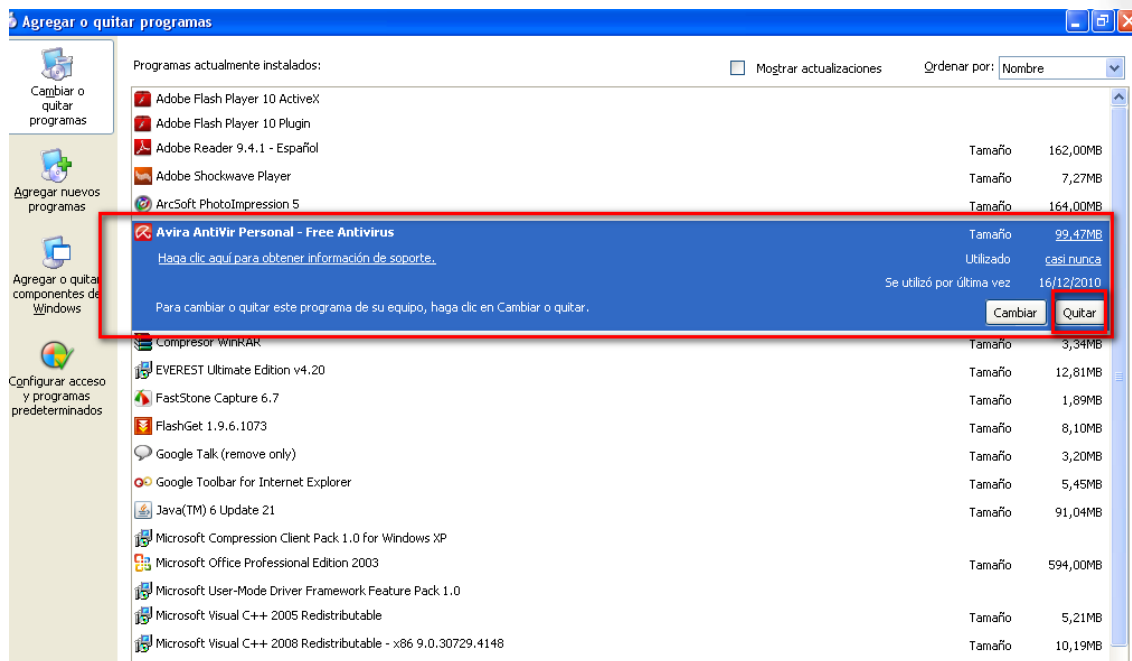 Agregar o quitar programas
Cambiar o
quitar
programas
Agregar nuevos
programas
Agregar o quitar
componentes de
Windows
Configurar acceso
y programas
predeterminados
Programas actualmente instalados:
Mostrar actualizaciones
Ordenar por: Nombre
Adobe Flash Player 10 ActiveX
Adobe Flash Player 10 Plugin
Adobe Reader 9.4.1 - Español Tamaño 162,00MB
Adobe Shockwave Player Tamaño 7,27MB
ArcSoft PhotoImpression 5 Tamaño 164,00MB
Avira AntiVir Personal - Free Antivirus Tamaño 99,47MB
Haga clic aquí para obtener información de soporte. Utilizado casi nunca
Se utilizó por última vez 16/12/2010
Para cambiar o quitar este programa de su equipo, haga clic en Cambiar o quitar. Cambiar Quitar
Compresor WinRAR Tamaño 3,34MB
EVEREST Ultimate Edition v4.20 Tamaño 12,81MB
FastStone Capture 6.7 Tamaño 1,89MB
FlashGet 1.9.6.1073 Tamaño 8,10MB
Google Talk (remove only) Tamaño 3,20MB
Google Toolbar for Internet Explorer Tamaño 5,45MB
Java(TM) 6 Update 21 Tamaño 91,04MB
Microsoft Compression Client Pack 1.0 for Windows XP
Microsoft Office Professional Edition 2003 Tamaño 594,00MB
Microsoft User-Mode Driver Framework Feature Pack 1.0
Microsoft Visual C++ 2005 Redistributable Tamaño 5,21MB
Microsoft Visual C++ 2008 Redistributable - x86 9.0.30729.4148 Tamaño 10,19MB